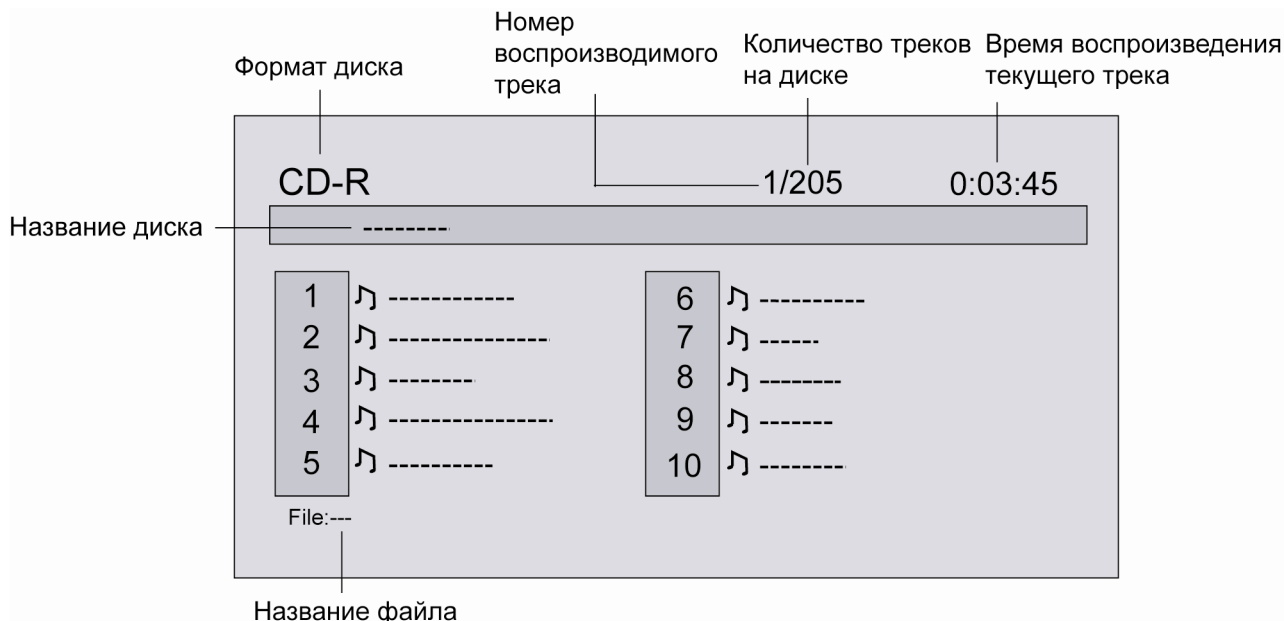 Формат диска
Номер
воспроизводимого
трека
Количество треков
на диске
Время воспроизведения
текущего трека
CD-R
1/205
0:03:45
Название диска
---------
1
2
3
4
5
6
7
8
9
10
File:---
Название файла